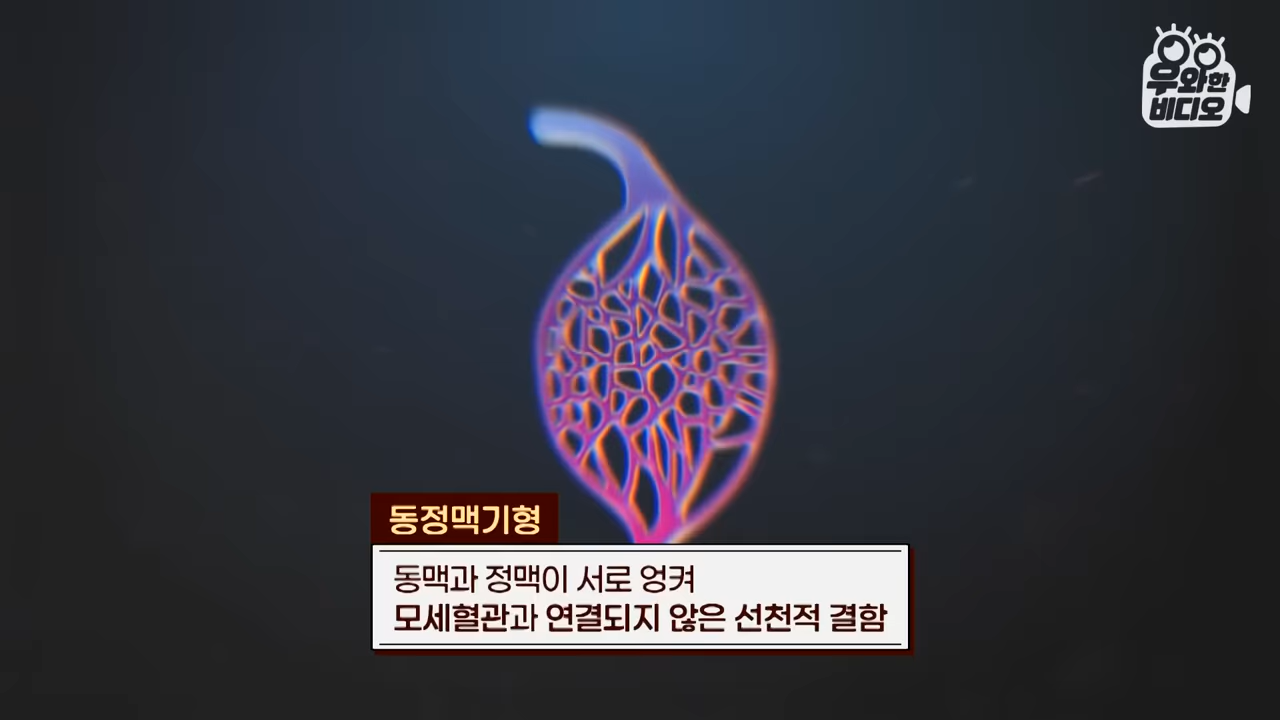 우와한
비디오
동정맥기형
동맥과 정맥이 서로 엉켜
모세혈관과 연결되지 않은 선천적 결함